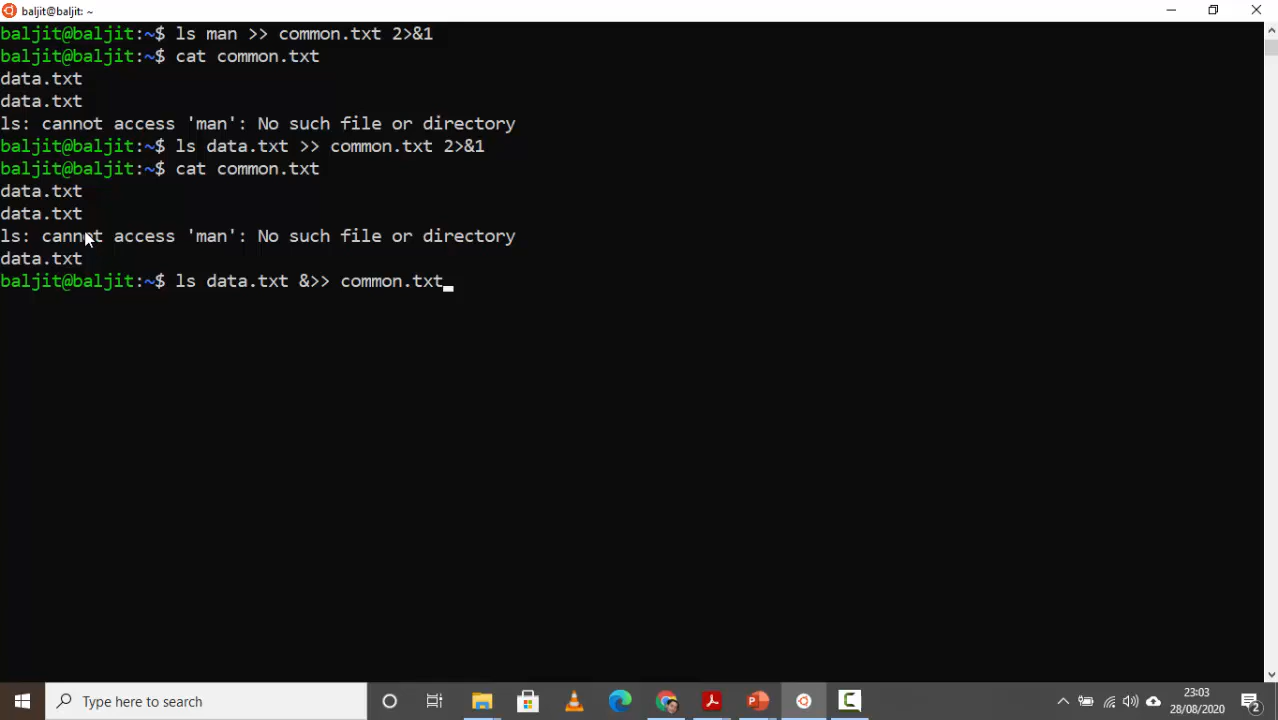 baljit@baljit: ~
baljit@baljit:~$ ls man >> common.txt 2>&1
baljit@baljit:~$ cat common.txt
data.txt
data.txt
ls: cannot access 'man': No such file or directory
baljit@baljit:~$ ls data.txt >> common.txt 2>&1
baljit@baljit:~$ cat common.txt
data.txt
data.txt
ls: cannot access 'man': No such file or directory
data.txt
baljit@baljit:~$ ls data.txt &>> common.txt
Type here to search
23:03
28/08/2020
2